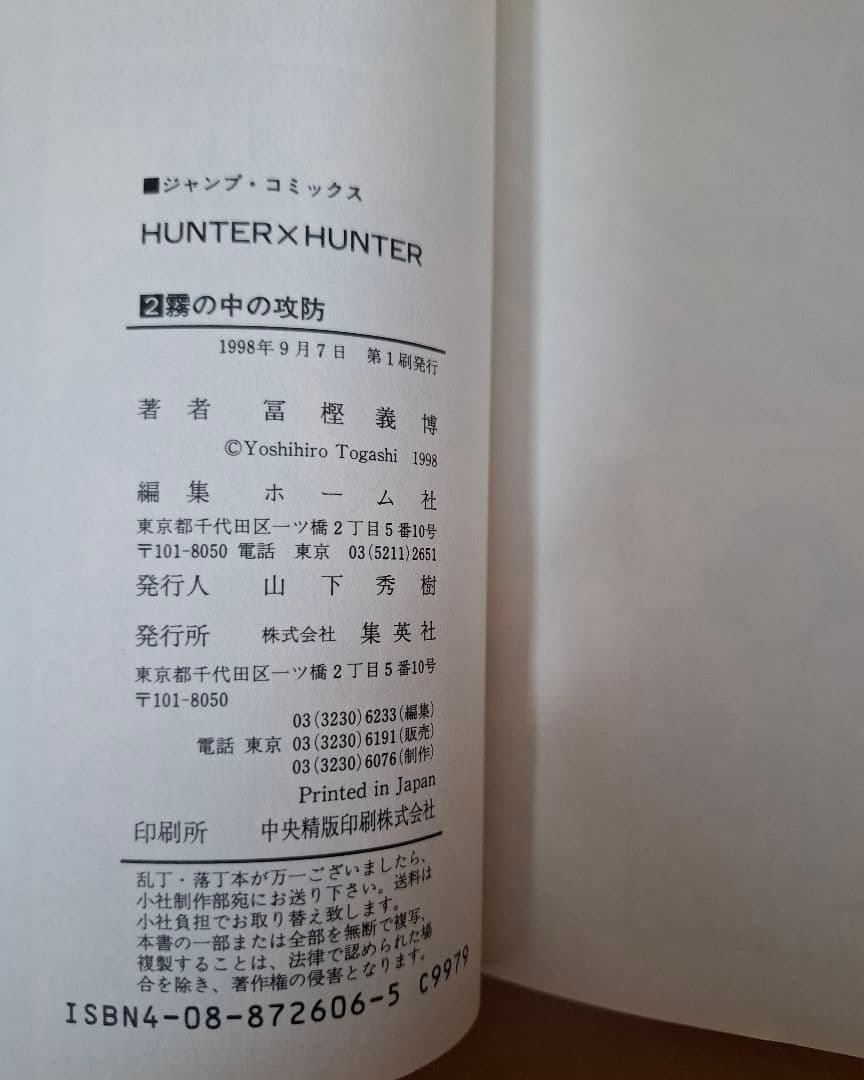 ■ジャンプ・コミックス
HUNTER×HUNTER
2霧の中の攻防
1998年9月7日 第1刷発行
著者 冨樫義博
©Yoshihiro Togashi 1998
編集 ホーム社
東京都千代田区一ツ橋2丁目5番10号
〒101-8050 電話 東京 03(5211)2651
発行人 山下秀樹
発行所 株式会社 集英社
東京都千代田区一ツ橋2丁目5番10号
〒101-8050
03(3230)6233(編集)
電話 東京 03(3230)6191(販売)
03(3230)6076(制作)
Printed in Japan
印刷所 中央精版印刷株式会社
乱丁・落丁本が万一ございましたら、
小社制作部宛にお送り下さい。送料は
小社負担でお取り替え致します。
本書の一部または全部を無断で複写、
複製することは、法律で認められた場
合を除き、著作権の侵害となります。
ISBN4-08-872606-5 C9979